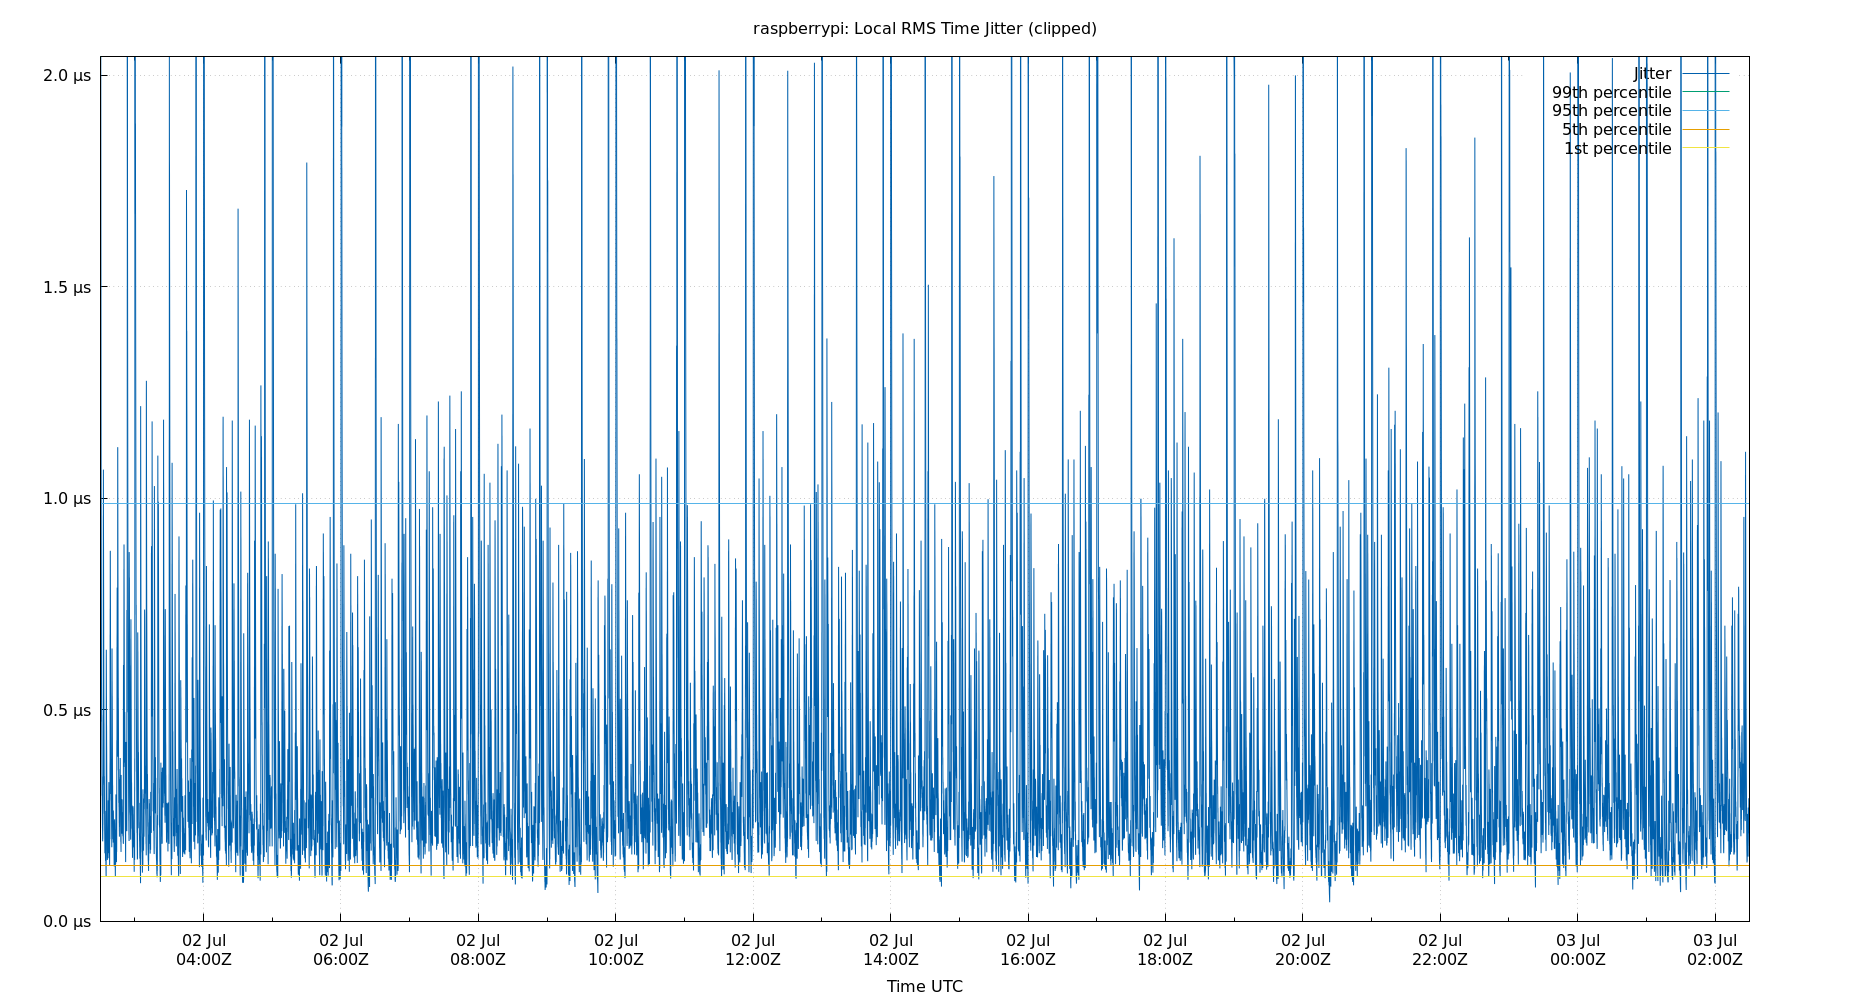 raspberrypi: Local RMS Time Jitter (clipped)
2.0 µs
1.5 µs
1.0 µs
0.5 µs
0.0 µs
Jitter
99th percentile
95th percentile
5th percentile
1st percentile
02 Jul 02 Jul 02 Jul 02 Jul 02 Jul 02 Jul 02 Jul 02 Jul 02 Jul 02 Jul 03 Jul 03 Jul
04:00Z 06:00Z 08:00Z 10:00Z 12:00Z 14:00Z 16:00Z 18:00Z 20:00Z 22:00Z 00:00Z 02:00Z
Time UTC